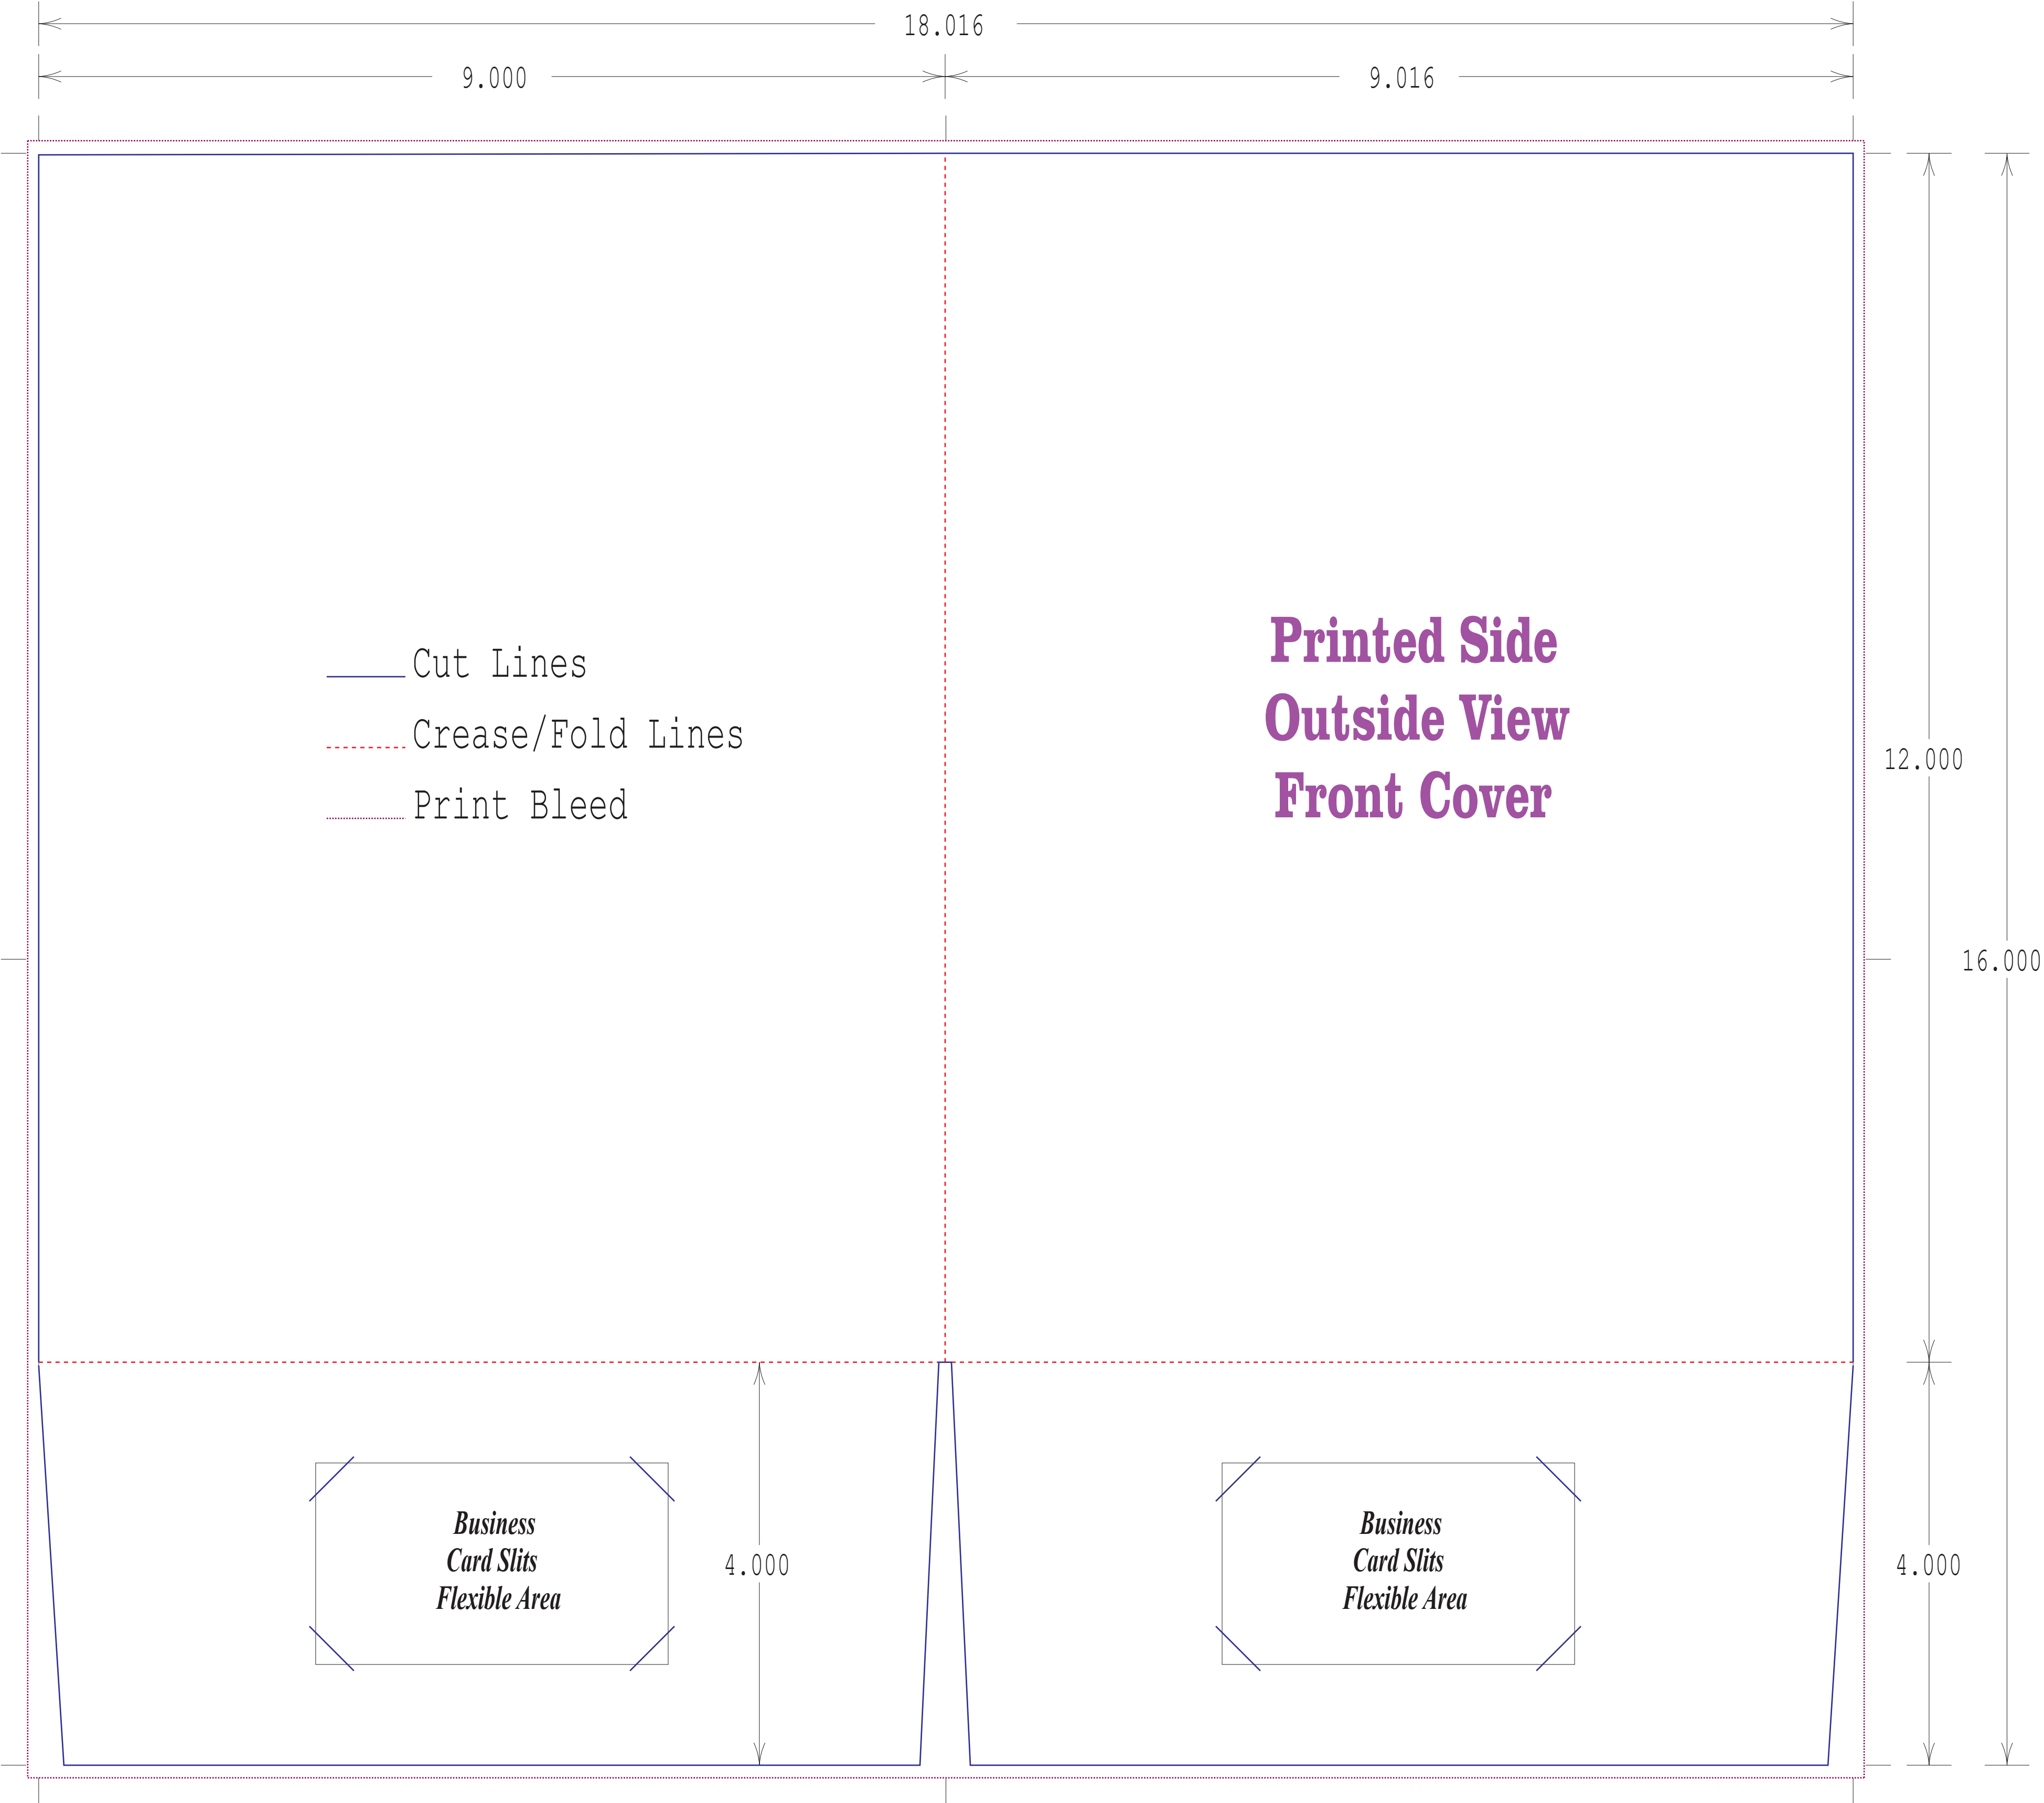 18.016
9.000
9.016
Cut Lines
Crease/Fold Lines
Print Bleed
Printed Side
Outside View
Front Cover
12.000
16.000
Business
Card Slits
Flexible Area
4.000
Business
Card Slits
Flexible Area
4.000